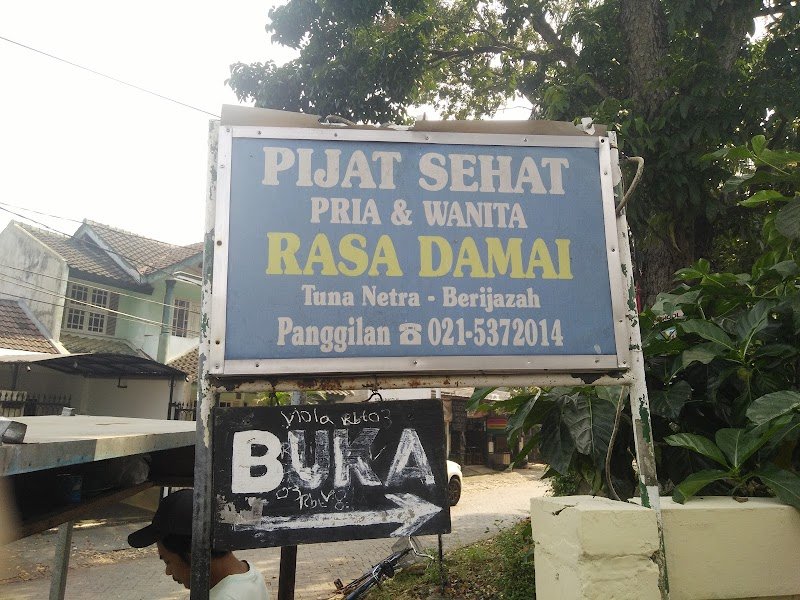 PIJAT SEHAT
PRIA & WANITA
RASA DAMAI
Tuna Netra - Berijazah
Panggilan ☎ 021-5372014
BUKA